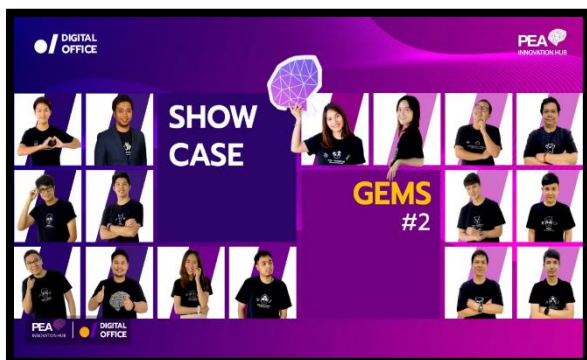 DIGITAL
OFFICE
PEA
INNOVATION HUB
SHOW
CASE
GEMS
#2
PEA
INNOVATION HUB
DIGITAL
OFFICE